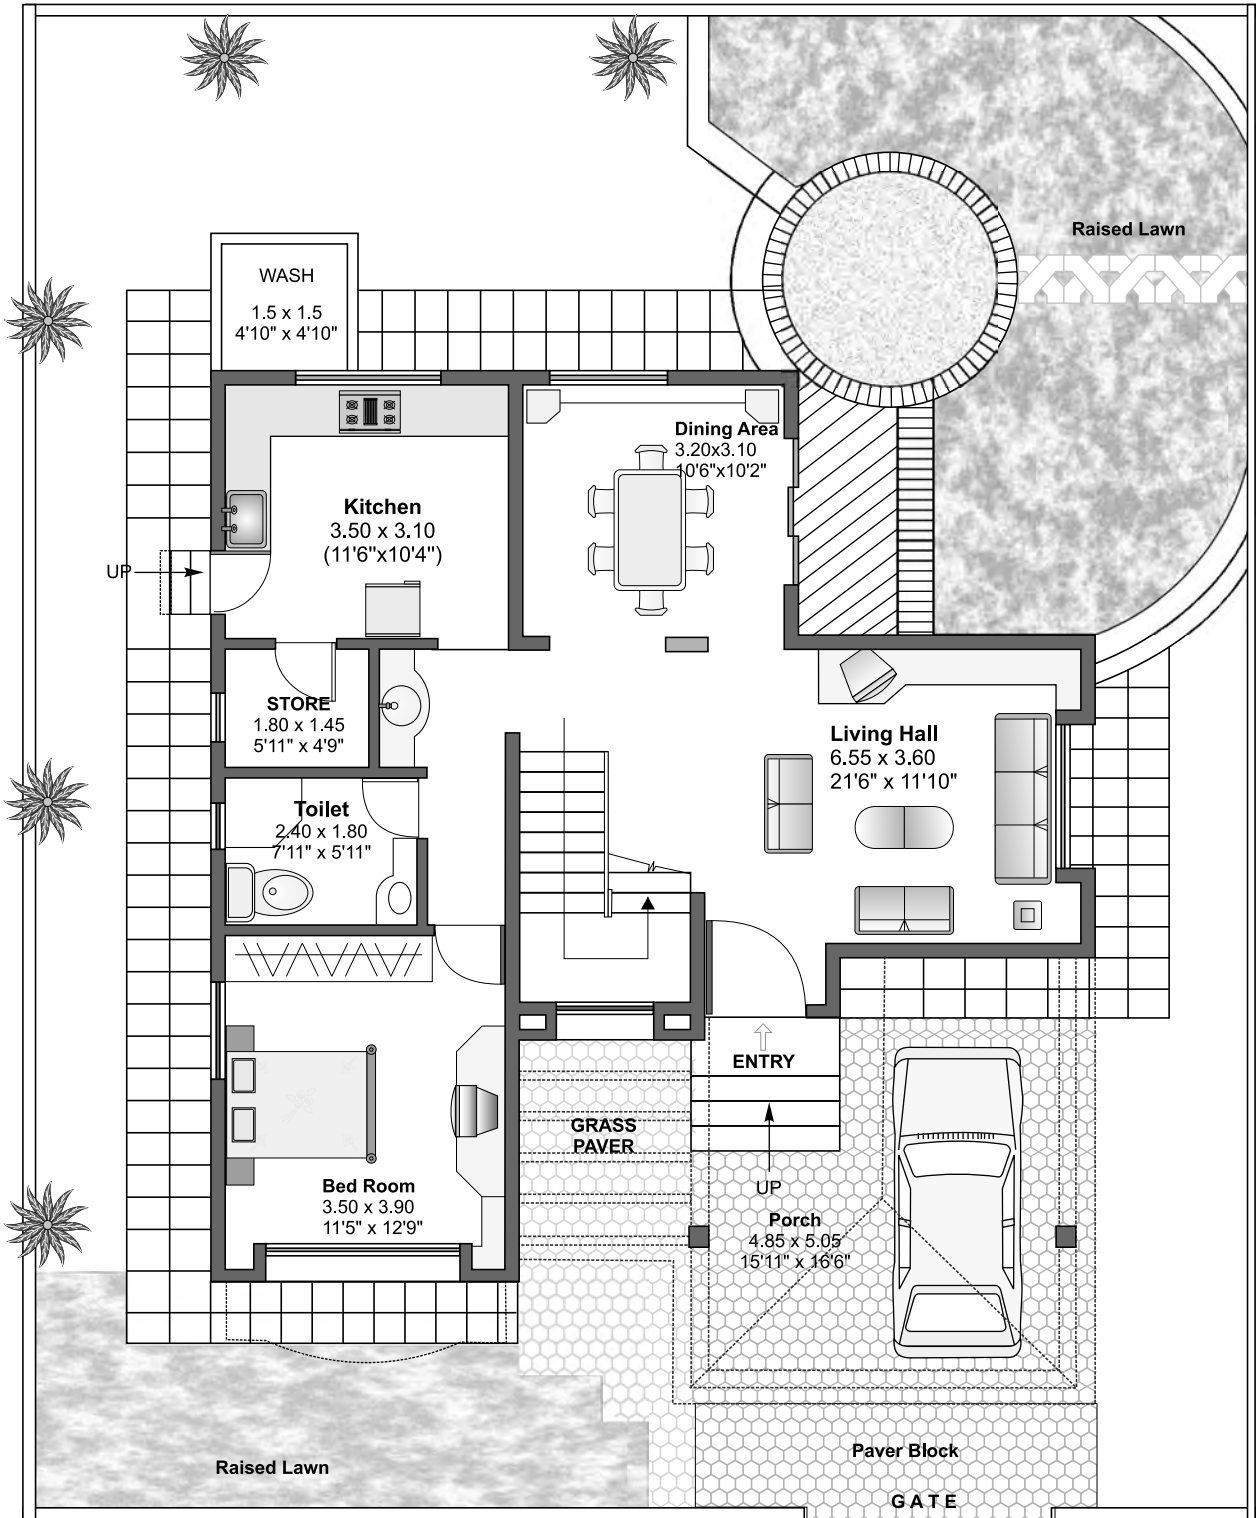 Raised Lawn
WASH
1.5 x 1.5
4'10" x 4'10"
Dining Area
3.20x3.10
10'6"x10'2"
Kitchen
3.50 x 3.10
(11'6"x10'4")
UP
STORE
1.80 x 1.45
5'11" x 4'9"
Living Hall
6.55 x 3.60
21'6" x 11'10"
Toilet
2.40 x 1.80
7'11" x 5'11"
ENTRY
GRASS
PAVER
UP
Bed Room
3.50 x 3.90
11'5" x 12'9"
Porch
4.85 x 5.05
15'11" x 16'6"
Paver Block
Raised Lawn
GATE